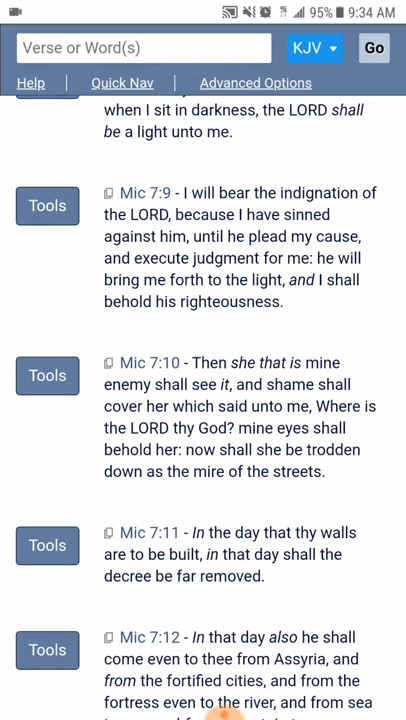 95% 9:34 AM
Verse or Word(s)
KJV
Go
Help
Quick Nav
Advanced Options
when I sit in darkness, the LORD shall
be a light unto me.
Tools
Mic 7:9 - I will bear the indignation of
the LORD, because I have sinned
against him, until he plead my cause,
and execute judgment for me: he will
bring me forth to the light, and I shall
behold his righteousness.
Tools
Mic 7:10 - Then she that is mine
enemy shall see it, and shame shall
cover her which said unto me, Where is
the LORD thy God? mine eyes shall
behold her: now shall she be trodden
down as the mire of the streets.
Tools
Mic 7:11 - In the day that thy walls
are to be built, in that day shall the
decree be far removed.
Tools
Mic 7:12 - In that day also he shall
come even to thee from Assyria, and
from the fortified cities, and from the
fortress even to the river, and from sea